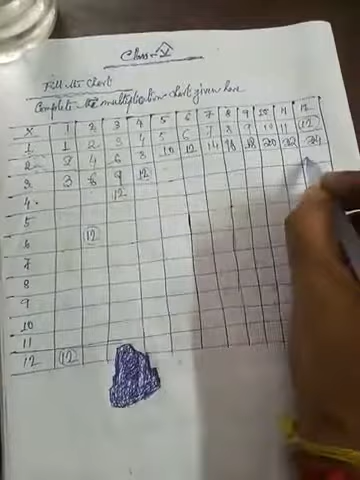 Class-V
Fill the chart
Complete the multiplication chart given here
X 1 2 3 4 5 6 7 8 9 10 11 12
1 1 2 3 4 5 6 7 8 9 10 11 12
2 2 4 6 8 10 12 14 16 18 20 22 24
3 3 6 9 12
4. 12
5
6 12
7
8
9
10
11
12 12